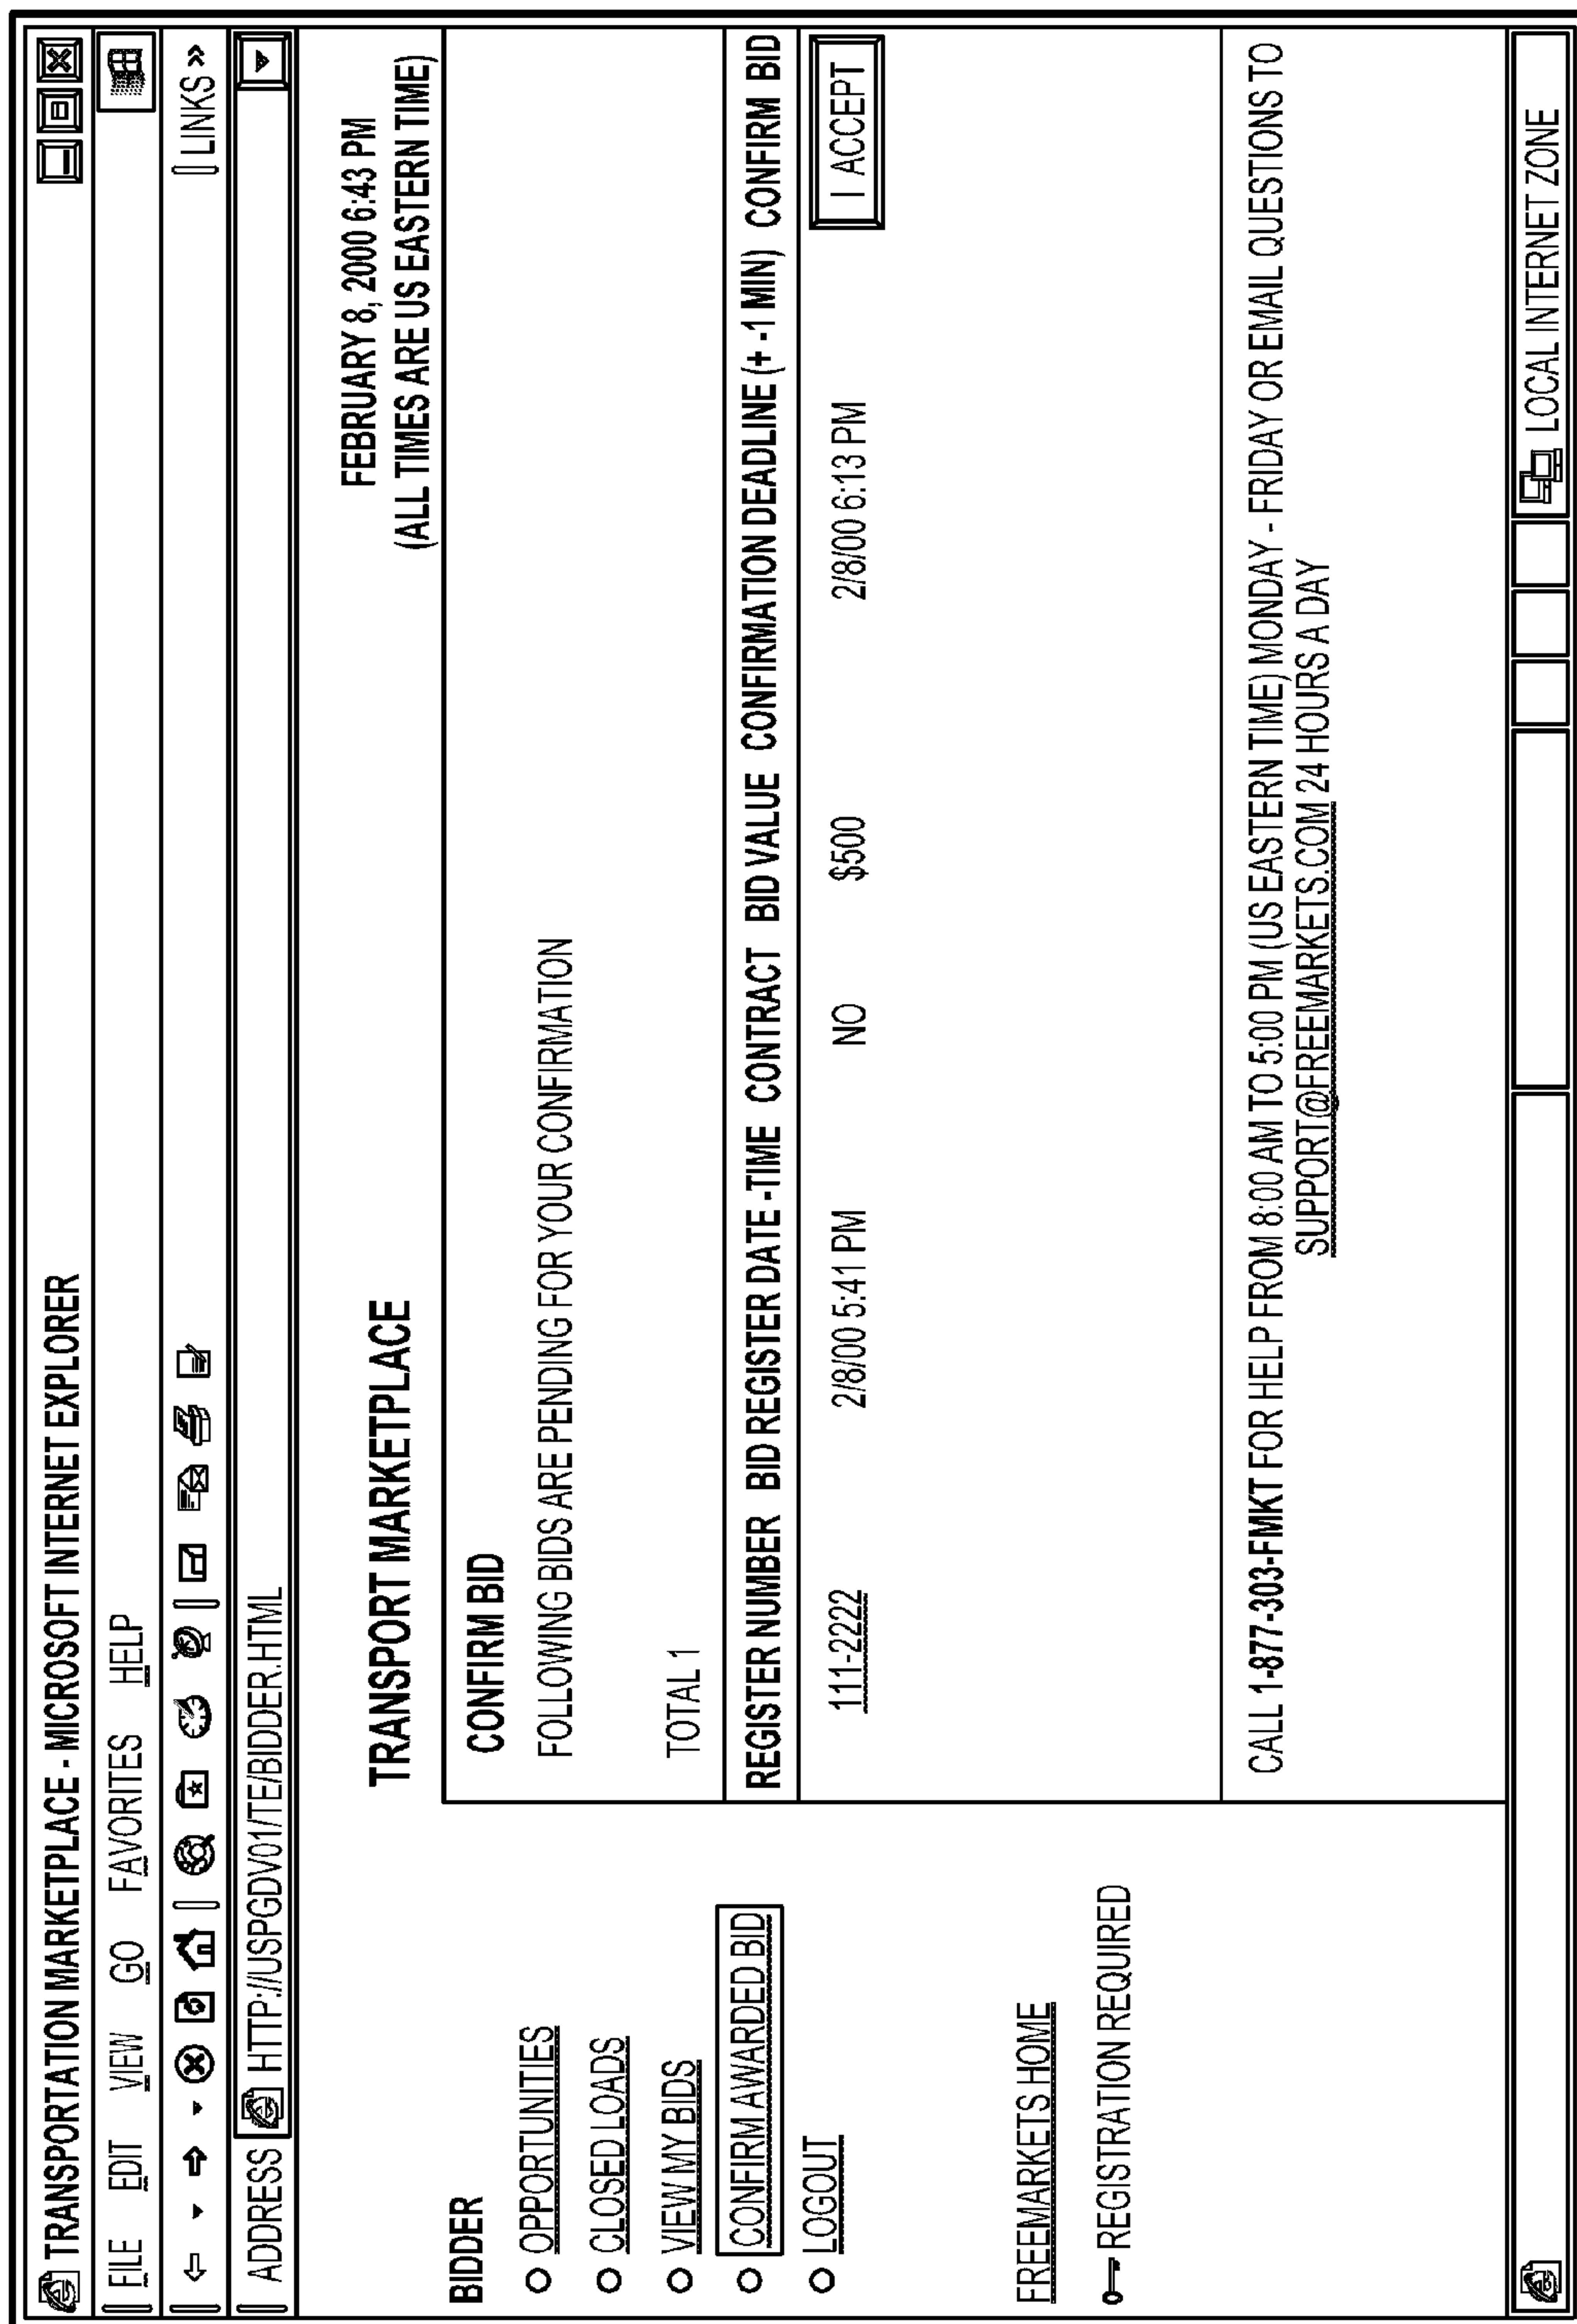 TRANSPORTATION MARKETPLACE - MICROSOFT INTERNET EXPLORER
FILE EDIT VIEW GO FAVORITES HELP
LINKS »
ADDRESS HTTP://USPGDV01/TE/BIDDER.HTML
TRANSPORT MARKETPLACE
FEBRUARY 8, 2000 6:43 PM
(ALL TIMES ARE US EASTERN TIME)
BIDDER
OPPORTUNITIES
CLOSED LOADS
VIEW MY BIDS
CONFIRM AWARDED BID
LOGOUT
FREEMARKETS HOME
REGISTRATION REQUIRED
CONFIRM BID
FOLLOWING BIDS ARE PENDING FOR YOUR CONFIRMATION
TOTAL 1
REGISTER NUMBER BID REGISTER DATE -TIME CONTRACT BID VALUE CONFIRMATION DEADLINE (+ -1 MIN) CONFIRM BID
111-2222 2/8/00 5:41 PM NO $500 2/8/00 6:13 PM I ACCEPT
CALL 1-877-303-FMKT FOR HELP FROM 8:00 AM TO 5:00 PM (US EASTERN TIME) MONDAY - FRIDAY OR EMAIL QUESTIONS TO
SUPPORT@FREEMARKETS.COM 24 HOURS A DAY
LOCAL INTERNET ZONE